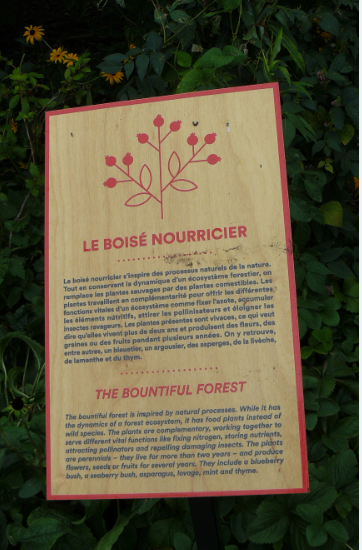 LE BOISÉ NOURRICIER
Le boisé nourricier s'inspire des processus naturels de la nature.
Tout en conservant la dynamique d'un écosystème forestier, on
remplace les plantes sauvages par des plantes comestibles. Les
plantes travaillent en complémentarité pour offrir les différentes
fonctions vitales d'un écosystème comme fixer l'azote, accumuler
les éléments nutritifs, attirer les pollinisateurs et éloigner les
insectes ravageurs. Les plantes présentes sont vivaces, ce qui veut
dire qu'elles vivent plus de deux ans et produisent des fleurs, des
graines ou des fruits pendant plusieurs années. On y retrouve,
entre autres, un bleuetier, un argousier, des asperges, de la livèche,
de la menthe et du thym.
THE BOUNTIFUL FOREST
The bountiful forest is inspired by natural processes. While it has
the dynamics of a forest ecosystem, it has food plants instead of
wild species. The plants are complementary, working together to
serve different vital functions like fixing nitrogen, storing nutrients,
attracting pollinators and repelling damaging insects. The plants
are perennials – they live for more than two years – and produce
flowers, seeds or fruits for several years. They include a blueberry
bush, a seaberry bush, asparagus, lovage, mint and thyme.